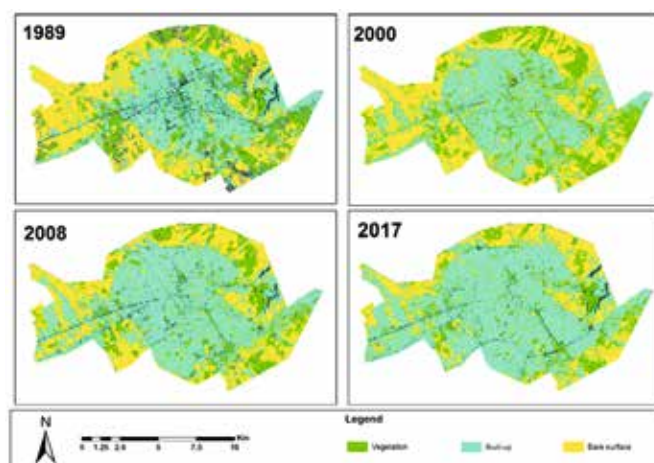 1989
2000
2008
2017
N
0 1.25 2.5 5 7.5 10
Km
Legend
Vegetation
Built-up
Bare surface